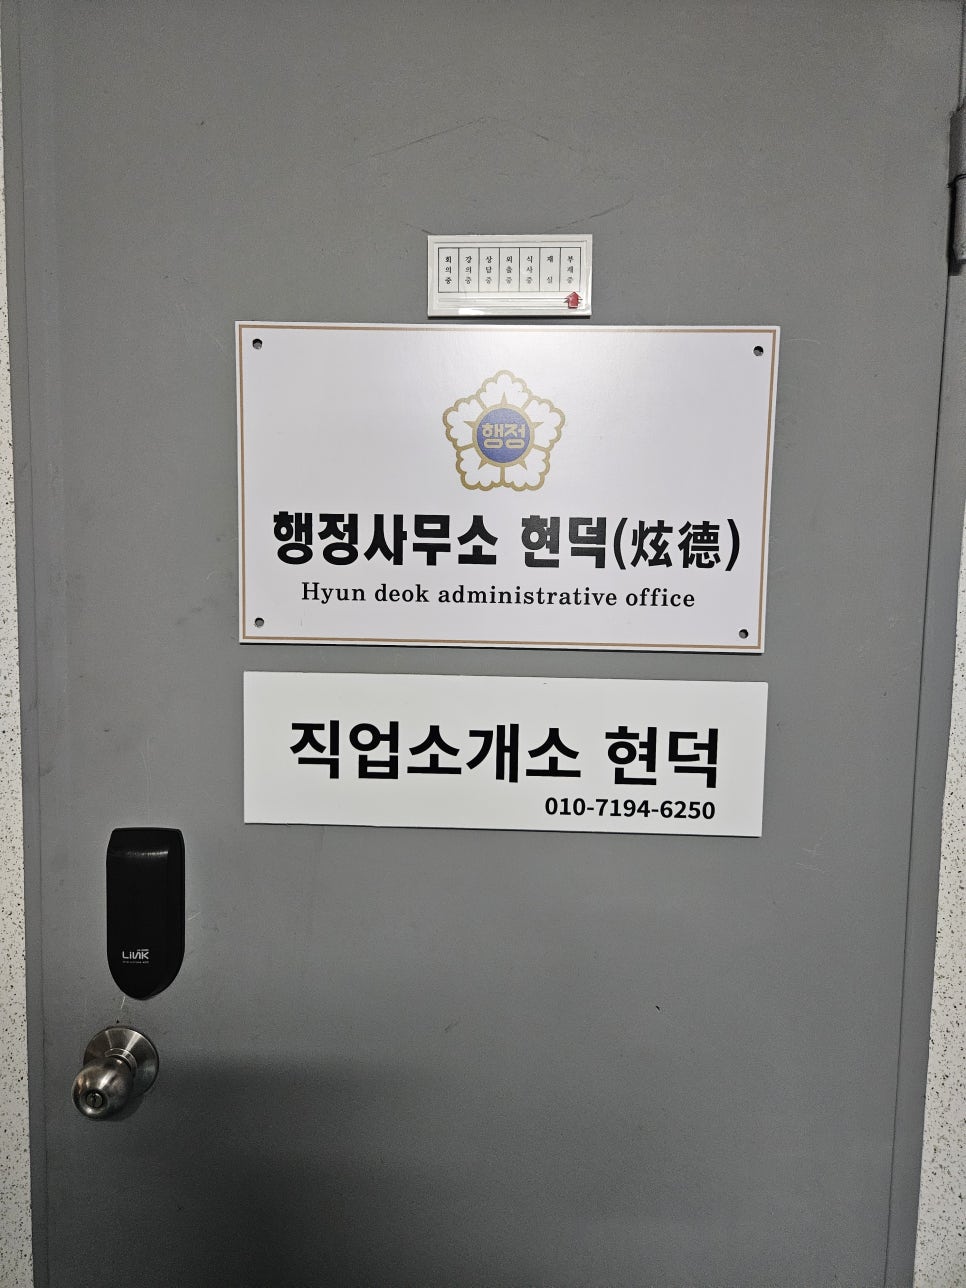 회의중 강의중 상담중 외출중 식사중 재실 부재중
행정
행정사무소 현덕(炫德)
Hyun deok administrative office
직업소개소 현덕
010-7194-6250
LiNK